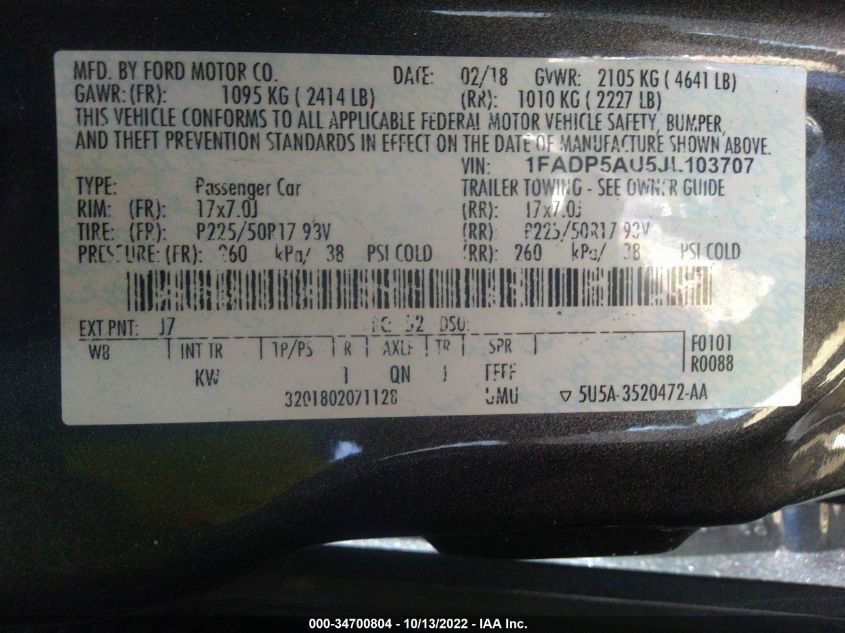 MFD. BY FORD MOTOR CO. DATE: 02/18 GVWR: 2105 KG ( 4641 LB)
GAWR: (FR): 1095 KG ( 2414 LB) (RR): 1010 KG ( 2227 LB)
THIS VEHICLE CONFORMS TO ALL APPLICABLE FEDERAL MOTOR VEHICLE SAFETY, BUMPER,
AND THEFT PREVENTION STANDARDS IN EFFECT ON THE DATE OF MANUFACTURE SHOWN ABOVE.
VIN: 1FADP5AU5JL103707
TYPE: Passenger Car TRAILER TOWING - SEE OWNER GUIDE
RIM: (FR): 17x7.0J (RR): 17x7.0J
TIRE: (FR): P225/50R17 93V (RR): P225/50R17 93V
PRESSURE: (FR): 260 kPa/ 38 PSI COLD (RR): 260 kPa/ 38 PSI COLD
EXT PNT: J7 52 DSO:
WB INT TR TP/PS R AXLE TR SPR F0101
R0088
KW 1 QN J
3201802071128 UMU ▽ 5U5A-3520472-AA
000-34700804 - 10/13/2022 - IAA Inc.